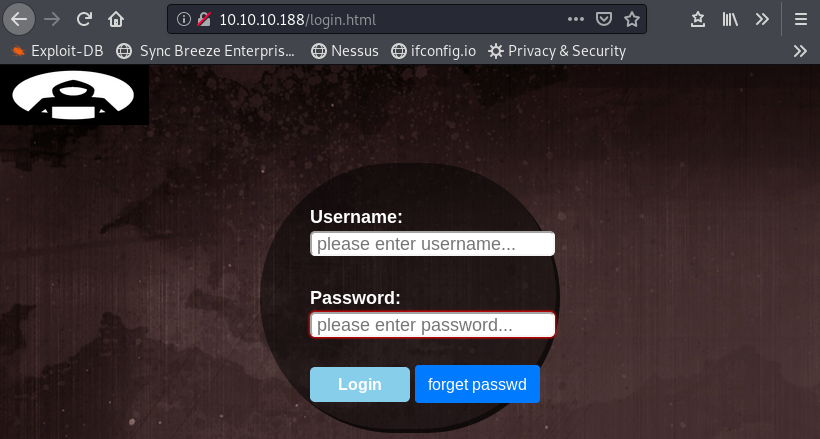 10.10.10.188/login.html
Exploit-DB Sync Breeze Enterpris... Nessus ifconfig.io Privacy & Security
Username:
please enter username...
Password:
please enter password...
Login forget passwd